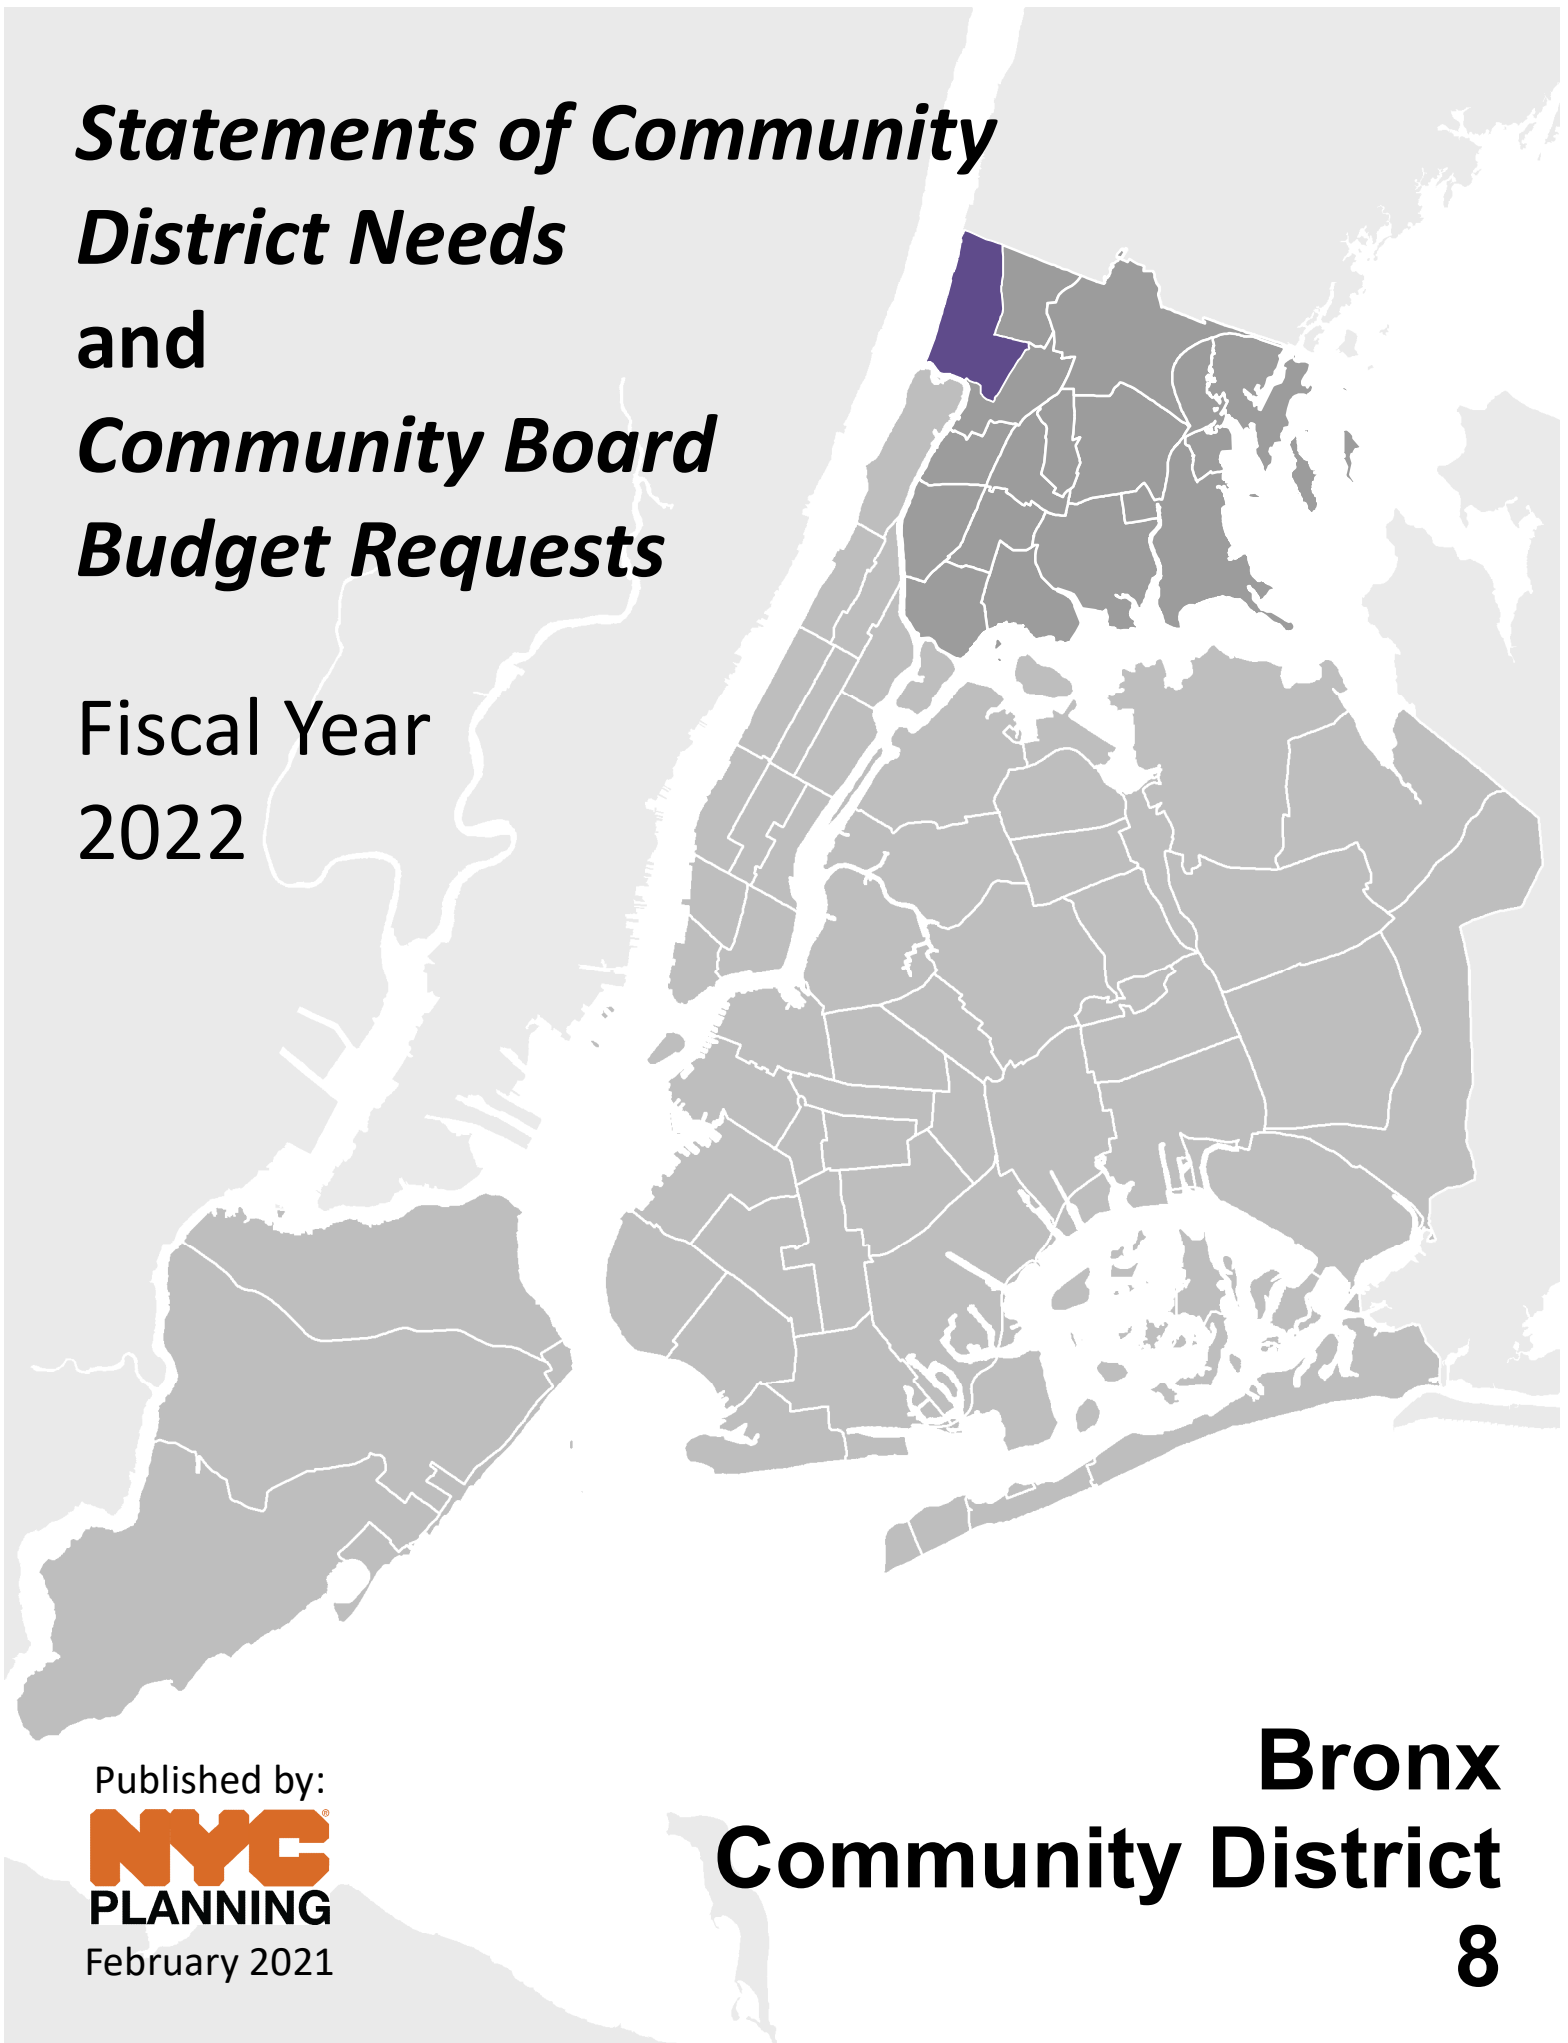 Statements of Community
District Needs
and
Community Board
Budget Requests
Fiscal Year
2022
Published by:
NYC®
PLANNING
February 2021
Bronx
Community District
8